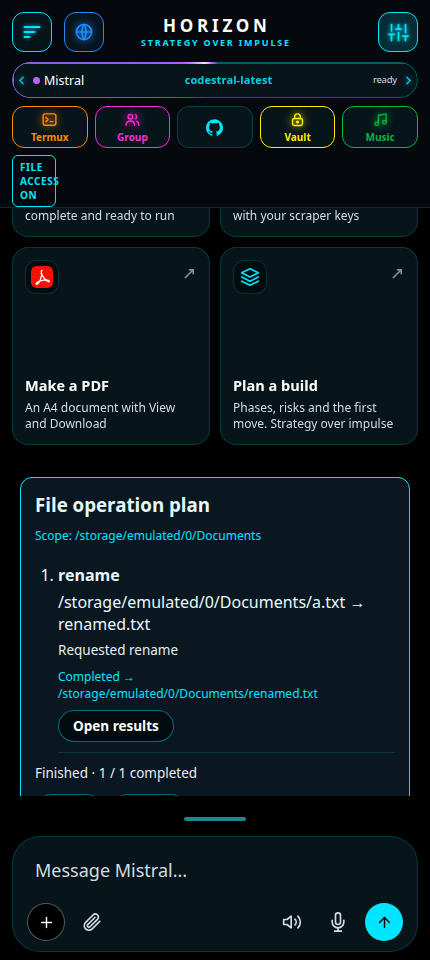 HORIZON
STRATEGY OVER IMPULSE
Mistral
codestral-latest
ready
Termux
Group
Vault
Music
FILE
ACCESS
ON
complete and ready to run
with your scraper keys
Make a PDF
An A4 document with View
and Download
Plan a build
Phases, risks and the first
move. Strategy over impulse
File operation plan
Scope: /storage/emulated/0/Documents
1. rename
/storage/emulated/0/Documents/a.txt →
renamed.txt
Requested rename
Completed →
/storage/emulated/0/Documents/renamed.txt
Open results
Finished · 1 / 1 completed
Message Mistral...